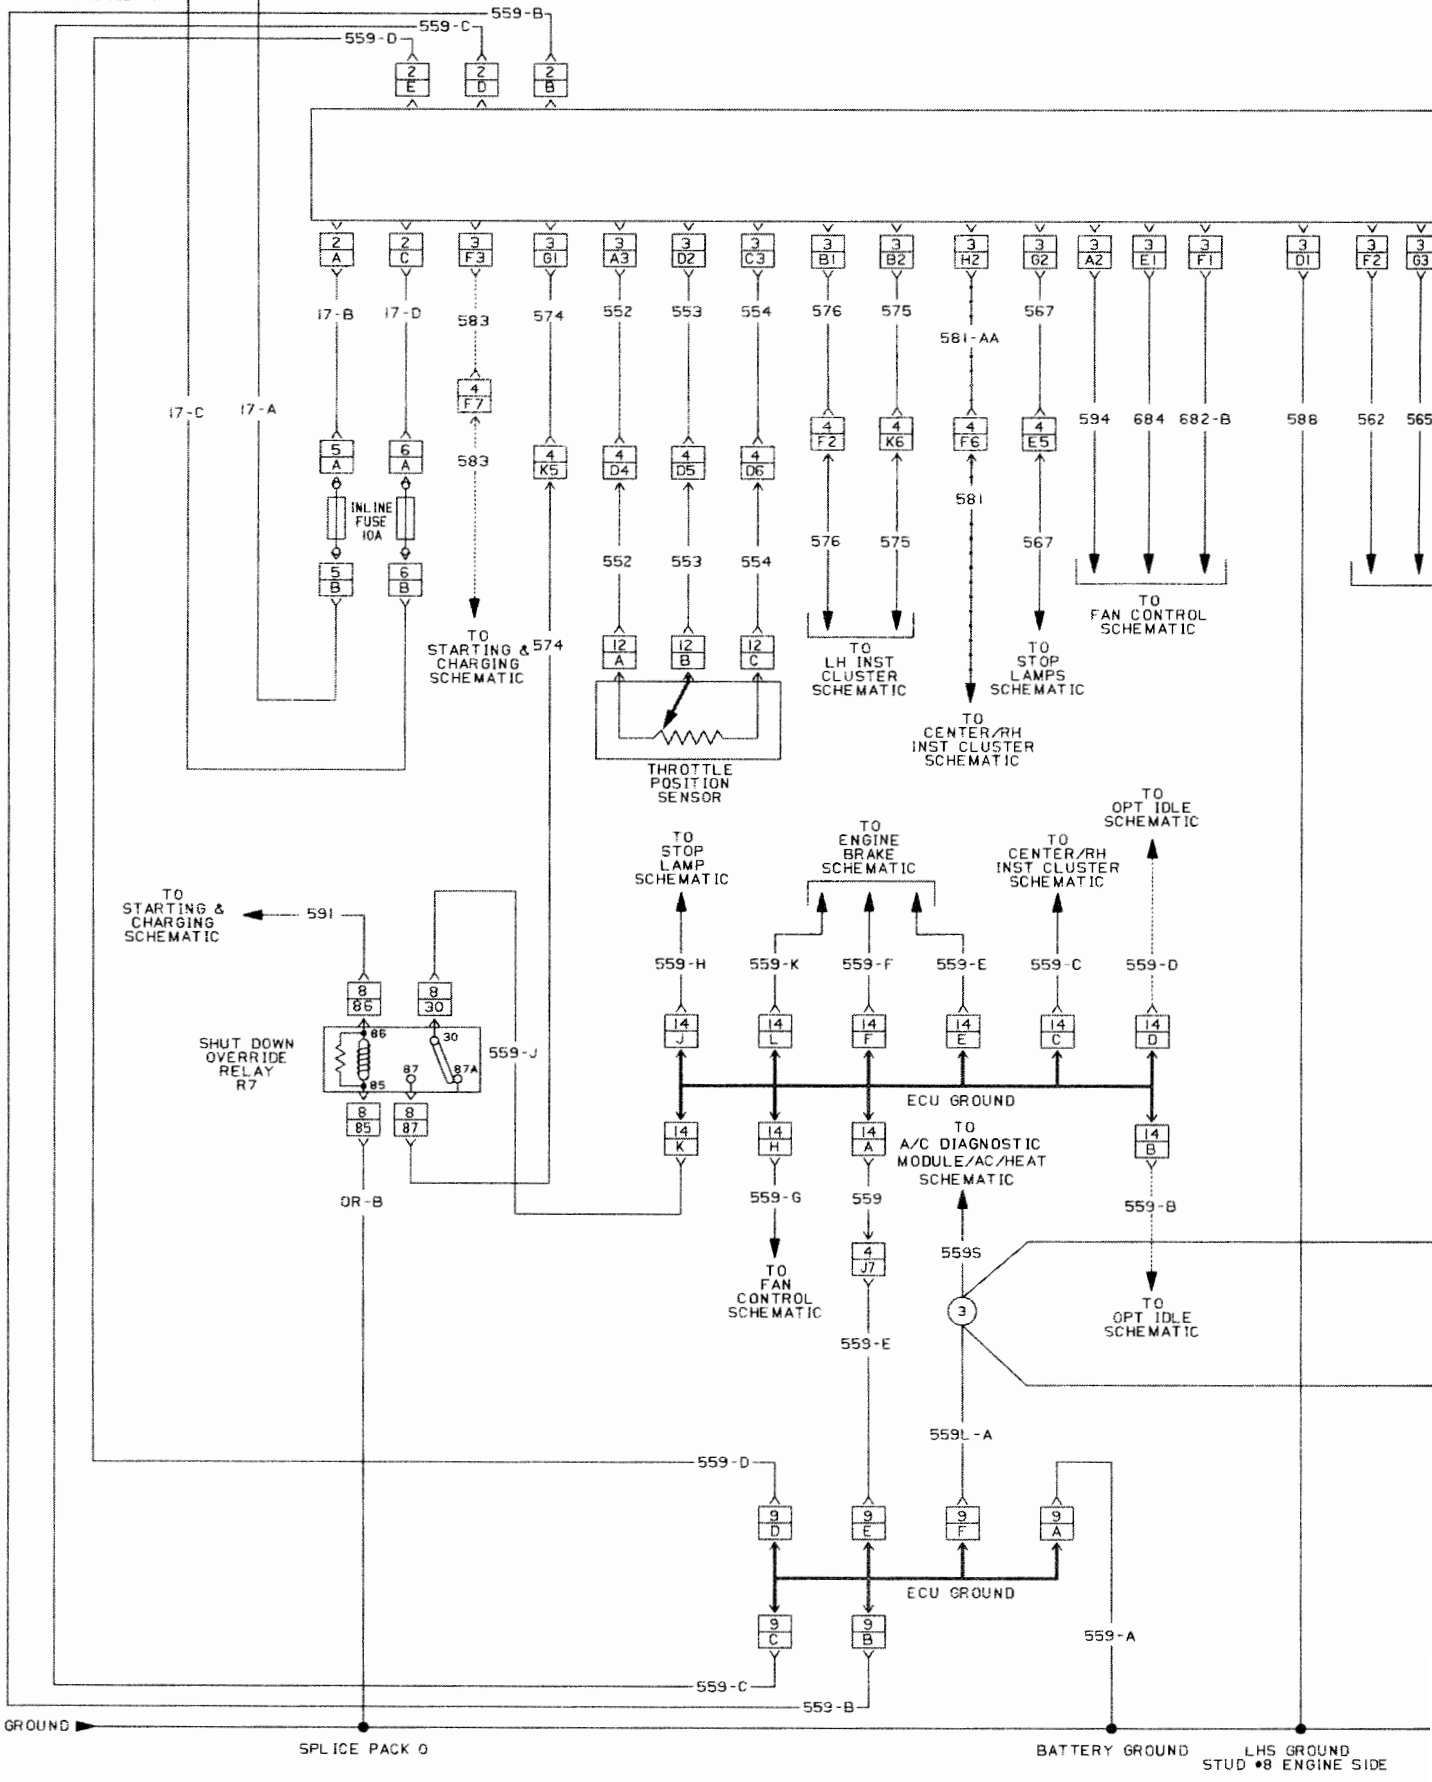 559-B
559-C
559-D
2 E
2 D
2 B
2 A
2 C
3 F3
3 G1
3 A3
3 D2
3 C3
3 B1
3 B2
3 H2
3 G2
3 A2
3 E1
3 F1
3 D1
3 F2
3 G3
17-B
17-D
583
574
552
553
554
576
575
581-AA
567
17-C
17-A
4 F7
594
684
682-B
588
562
565
5 A
6 A
583
4 K5
4 D4
4 D5
4 D6
4 F2
4 K6
4 F6
4 E5
INLINE
FUSE
10A
581
576
575
567
552
553
554
5 B
6 B
TO
FAN CONTROL
SCHEMATIC
TO
STARTING &
CHARGING
SCHEMATIC
574
12 A
12 B
12 C
TO
LH INST
CLUSTER
SCHEMATIC
TO
STOP
LAMPS
SCHEMATIC
TO
CENTER/RH
INST CLUSTER
SCHEMATIC
THROTTLE
POSITION
SENSOR
TO
OPT IDLE
SCHEMATIC
TO
STOP
LAMP
SCHEMATIC
TO
ENGINE
BRAKE
SCHEMATIC
TO
CENTER/RH
INST CLUSTER
SCHEMATIC
TO
STARTING &
CHARGING
SCHEMATIC
591
559-H
559-K
559-F
559-E
559-C
559-D
8 86
8 30
14 J
14 L
14 F
14 E
14 C
14 D
SHUT DOWN
OVERRIDE
RELAY
R7
86
30
87
87A
85
559-J
ECU GROUND
8 85
8 87
14 K
14 H
14 A
14 B
TO
A/C DIAGNOSTIC
MODULE/AC/HEAT
SCHEMATIC
0R-B
559-G
559
559-B
4 J7
559S
TO
FAN
CONTROL
SCHEMATIC
3
TO
OPT IDLE
SCHEMATIC
559-E
559L-A
559-D
9 D
9 E
9 F
9 A
ECU GROUND
9 C
9 B
559-A
559-C
559-B
GROUND
SPLICE PACK 0
BATTERY GROUND
LHS GROUND
STUD #8 ENGINE SIDE